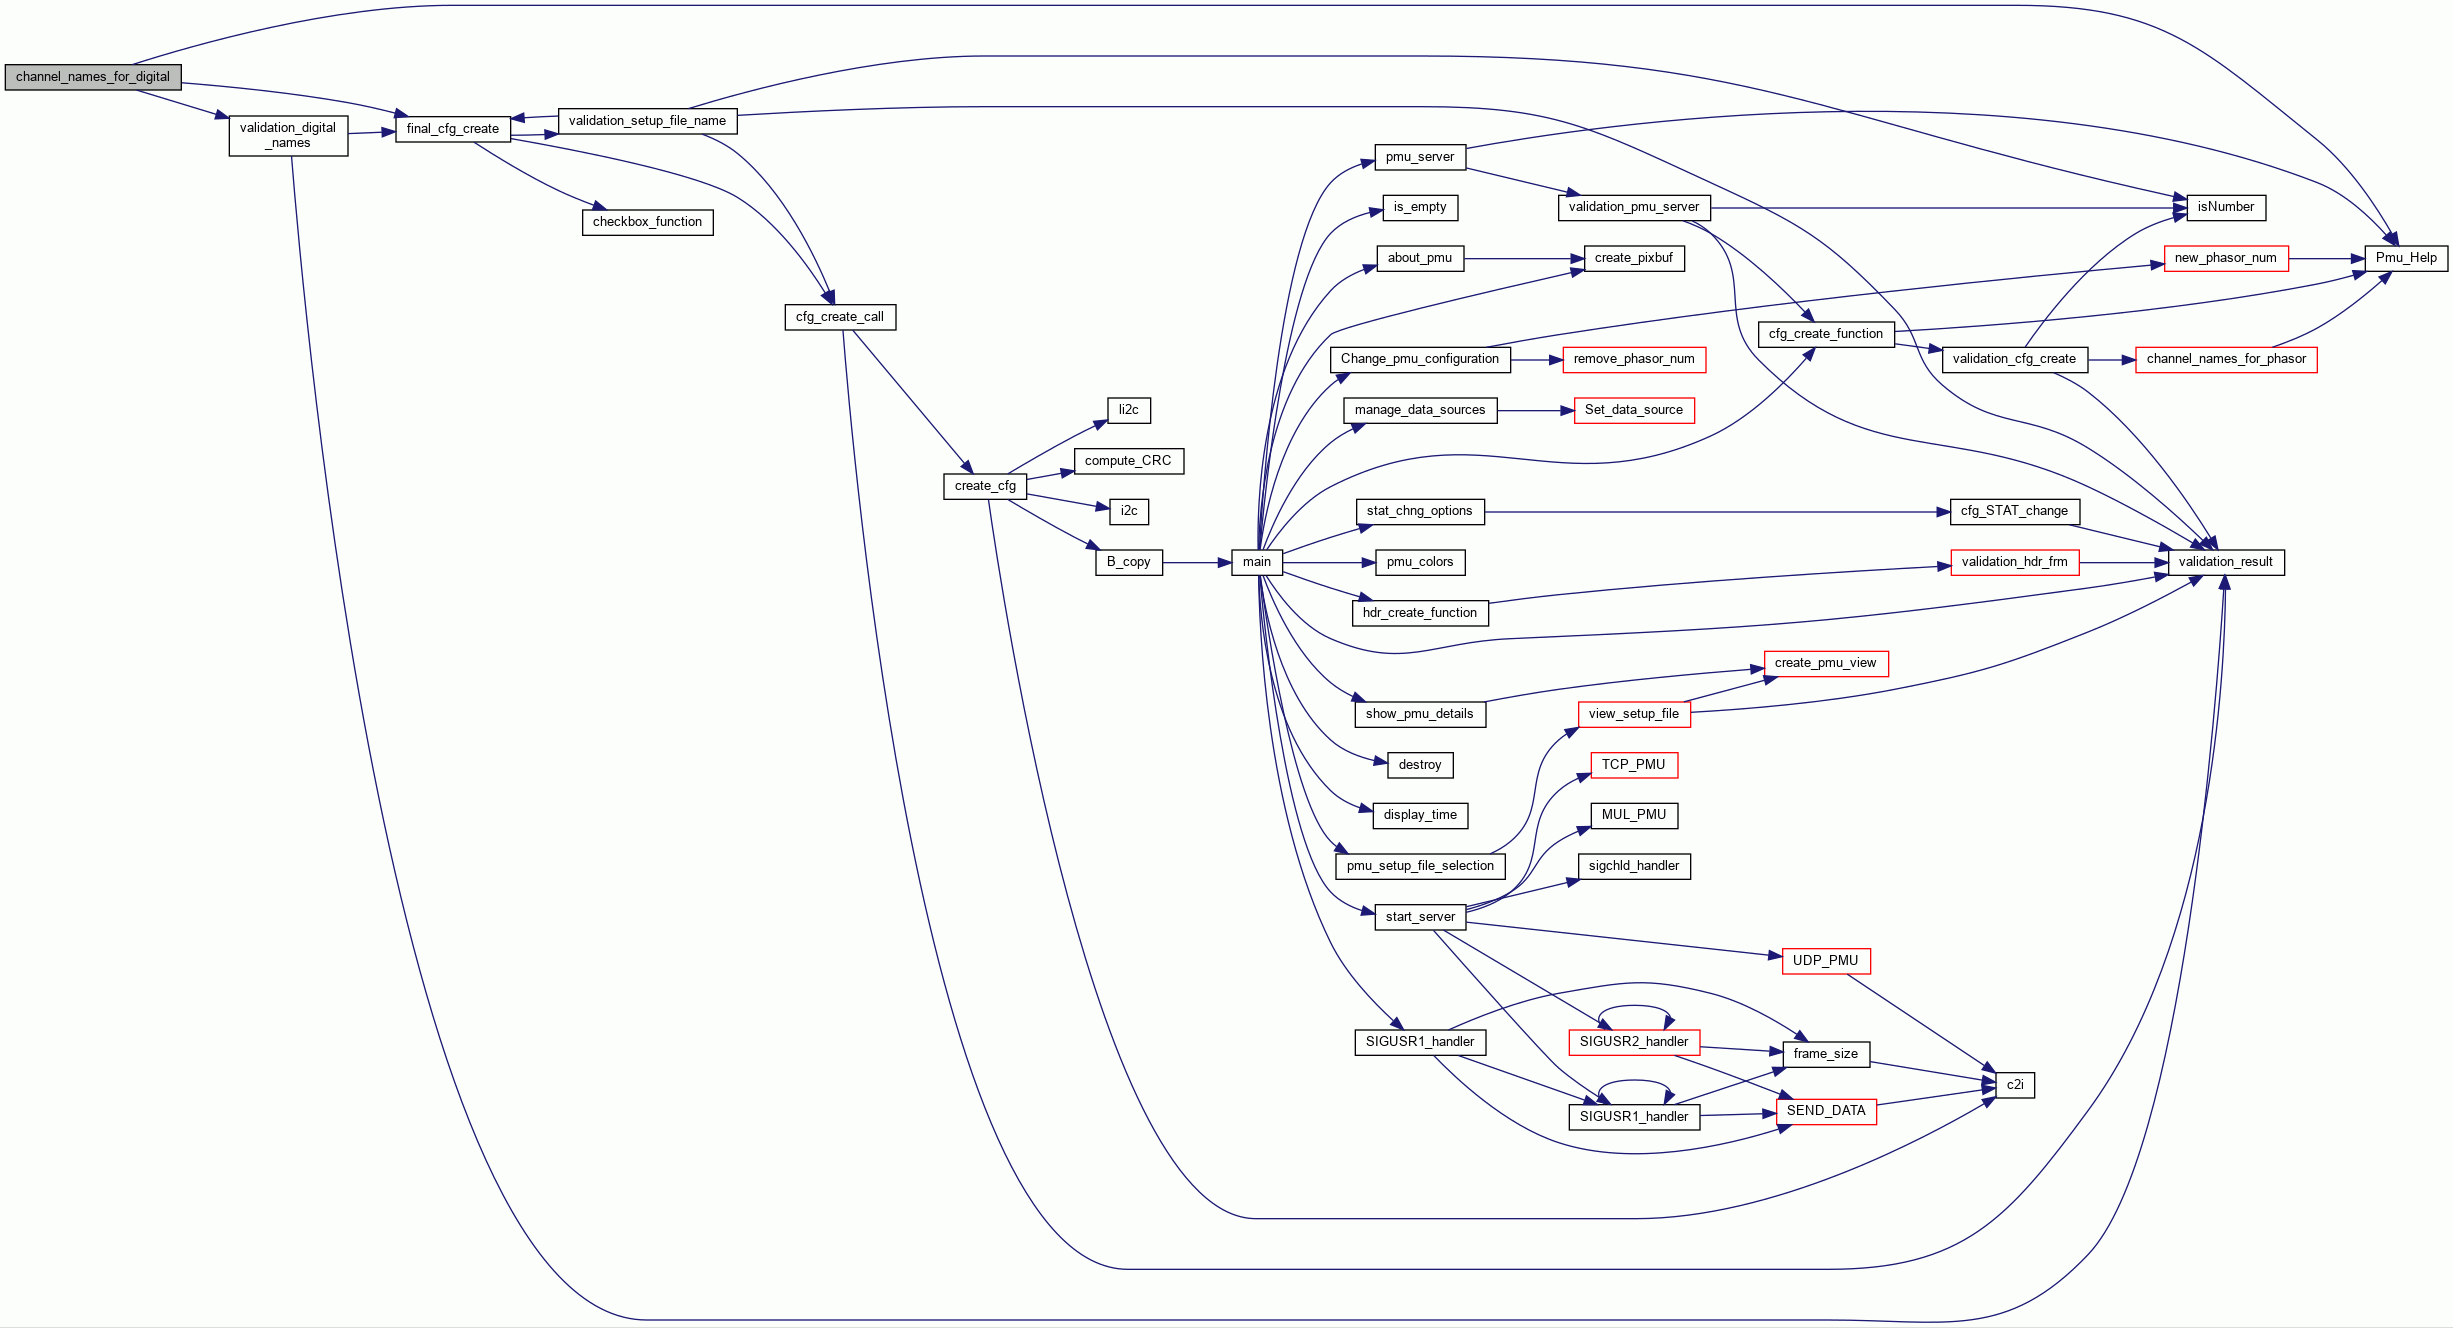 channel_names_for_digital
validation_digital
_names
final_cfg_create
validation_setup_file_name
checkbox_function
cfg_create_call
create_cfg
li2c
compute_CRC
i2c
B_copy
main
pmu_server
is_empty
about_pmu
Change_pmu_configuration
manage_data_sources
stat_chng_options
pmu_colors
hdr_create_function
show_pmu_details
destroy
display_time
pmu_setup_file_selection
start_server
SIGUSR1_handler
validation_pmu_server
create_pixbuf
remove_phasor_num
Set_data_source
view_setup_file
TCP_PMU
MUL_PMU
sigchld_handler
SIGUSR2_handler
SIGUSR1_handler
cfg_create_function
create_pmu_view
UDP_PMU
frame_size
SEND_DATA
validation_cfg_create
cfg_STAT_change
validation_hdr_frm
c2i
isNumber
new_phasor_num
channel_names_for_phasor
validation_result
Pmu_Help